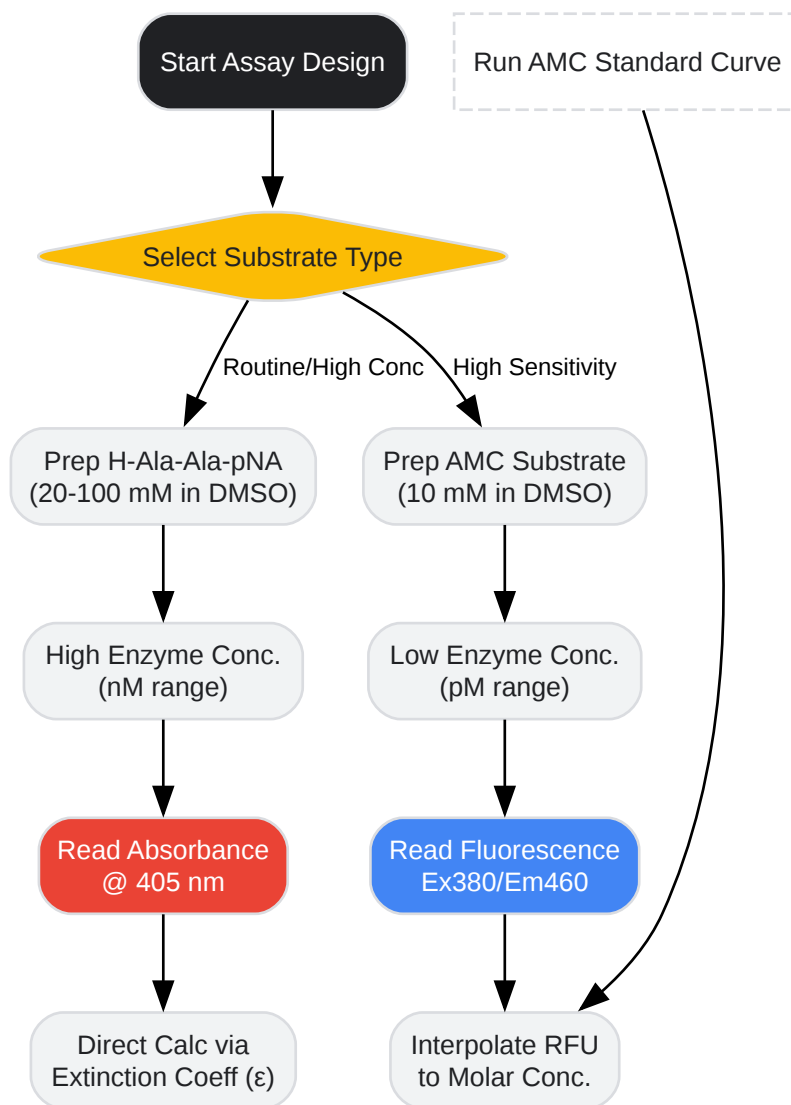 Start Assay Design
Run AMC Standard Curve
Select Substrate Type
Routine/High Conc
High Sensitivity
Prep H-Ala-Ala-pNA
(20-100 mM in DMSO)
Prep AMC Substrate
(10 mM in DMSO)
High Enzyme Conc.
(nM range)
Low Enzyme Conc.
(pM range)
Read Absorbance
@ 405 nm
Read Fluorescence
Ex380/Em460
Direct Calc via
Extinction Coeff (ε)
Interpolate RFU
to Molar Conc.